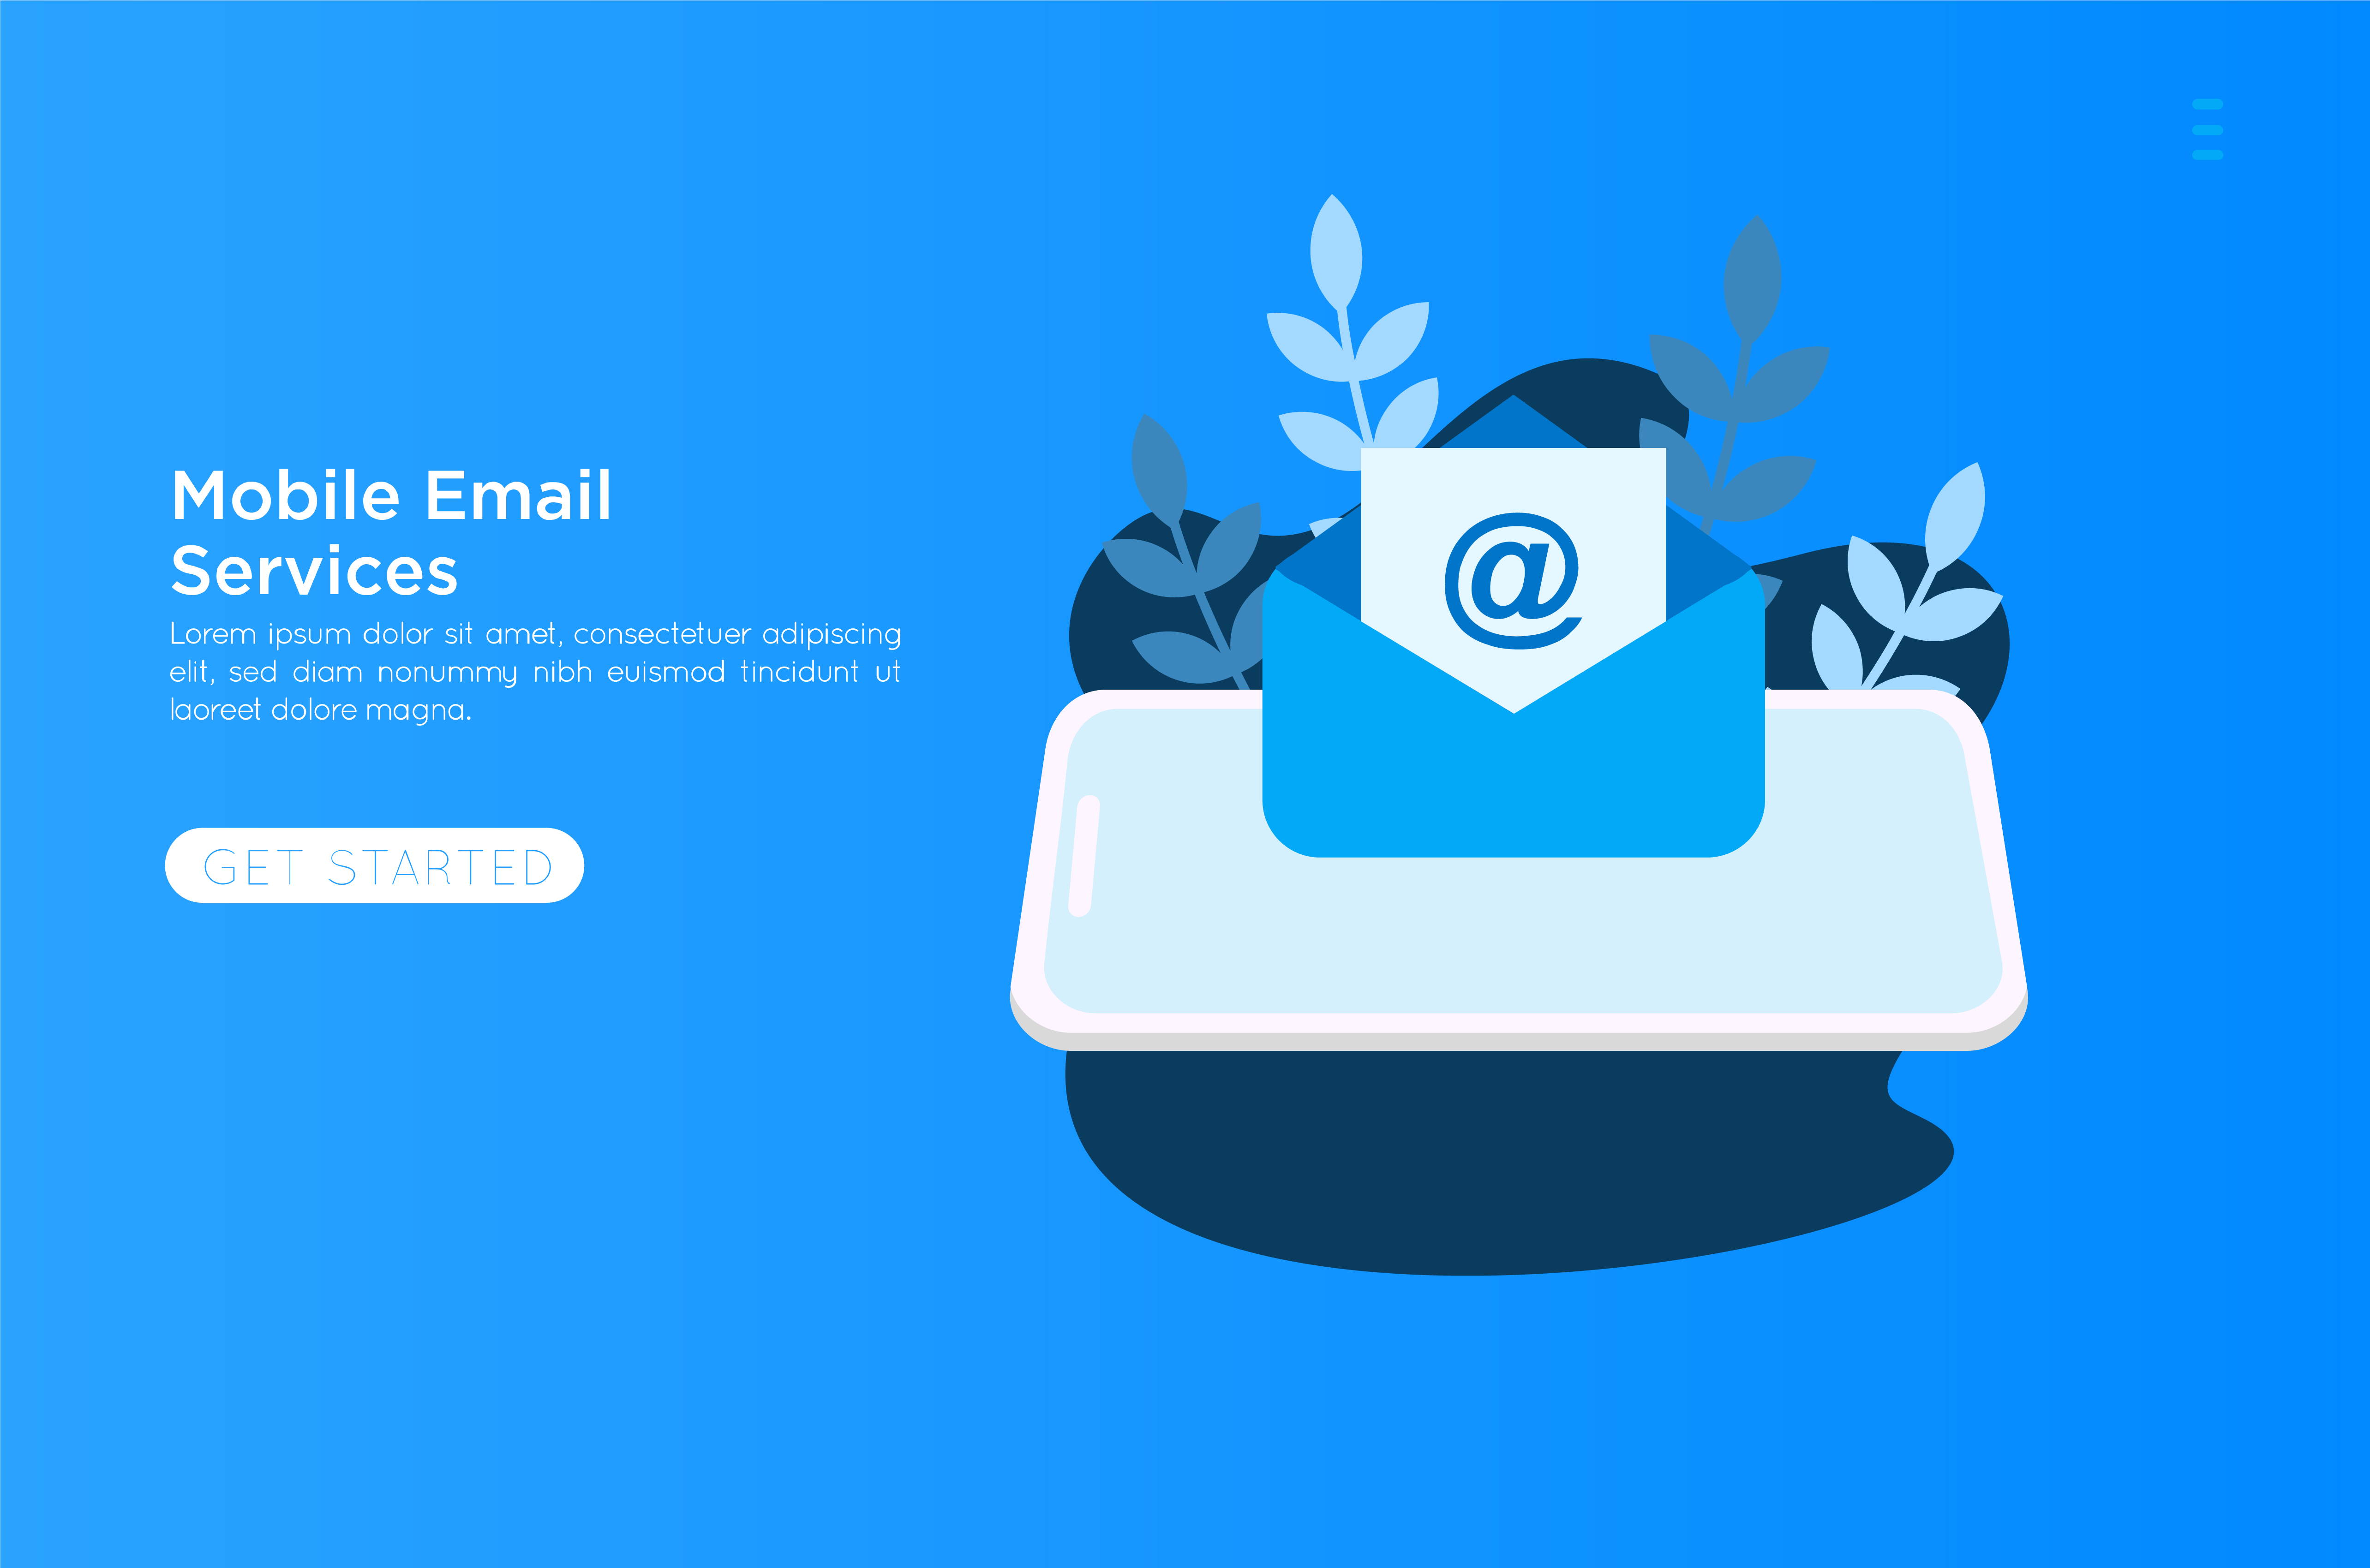 Mobile Email
Services
Lorem ipsum dolor sit amet, consectetuer adipiscing
elit, sed diam nonummy nibh euismod tincidunt ut
laoreet dolore magna.
GET STARTED
@